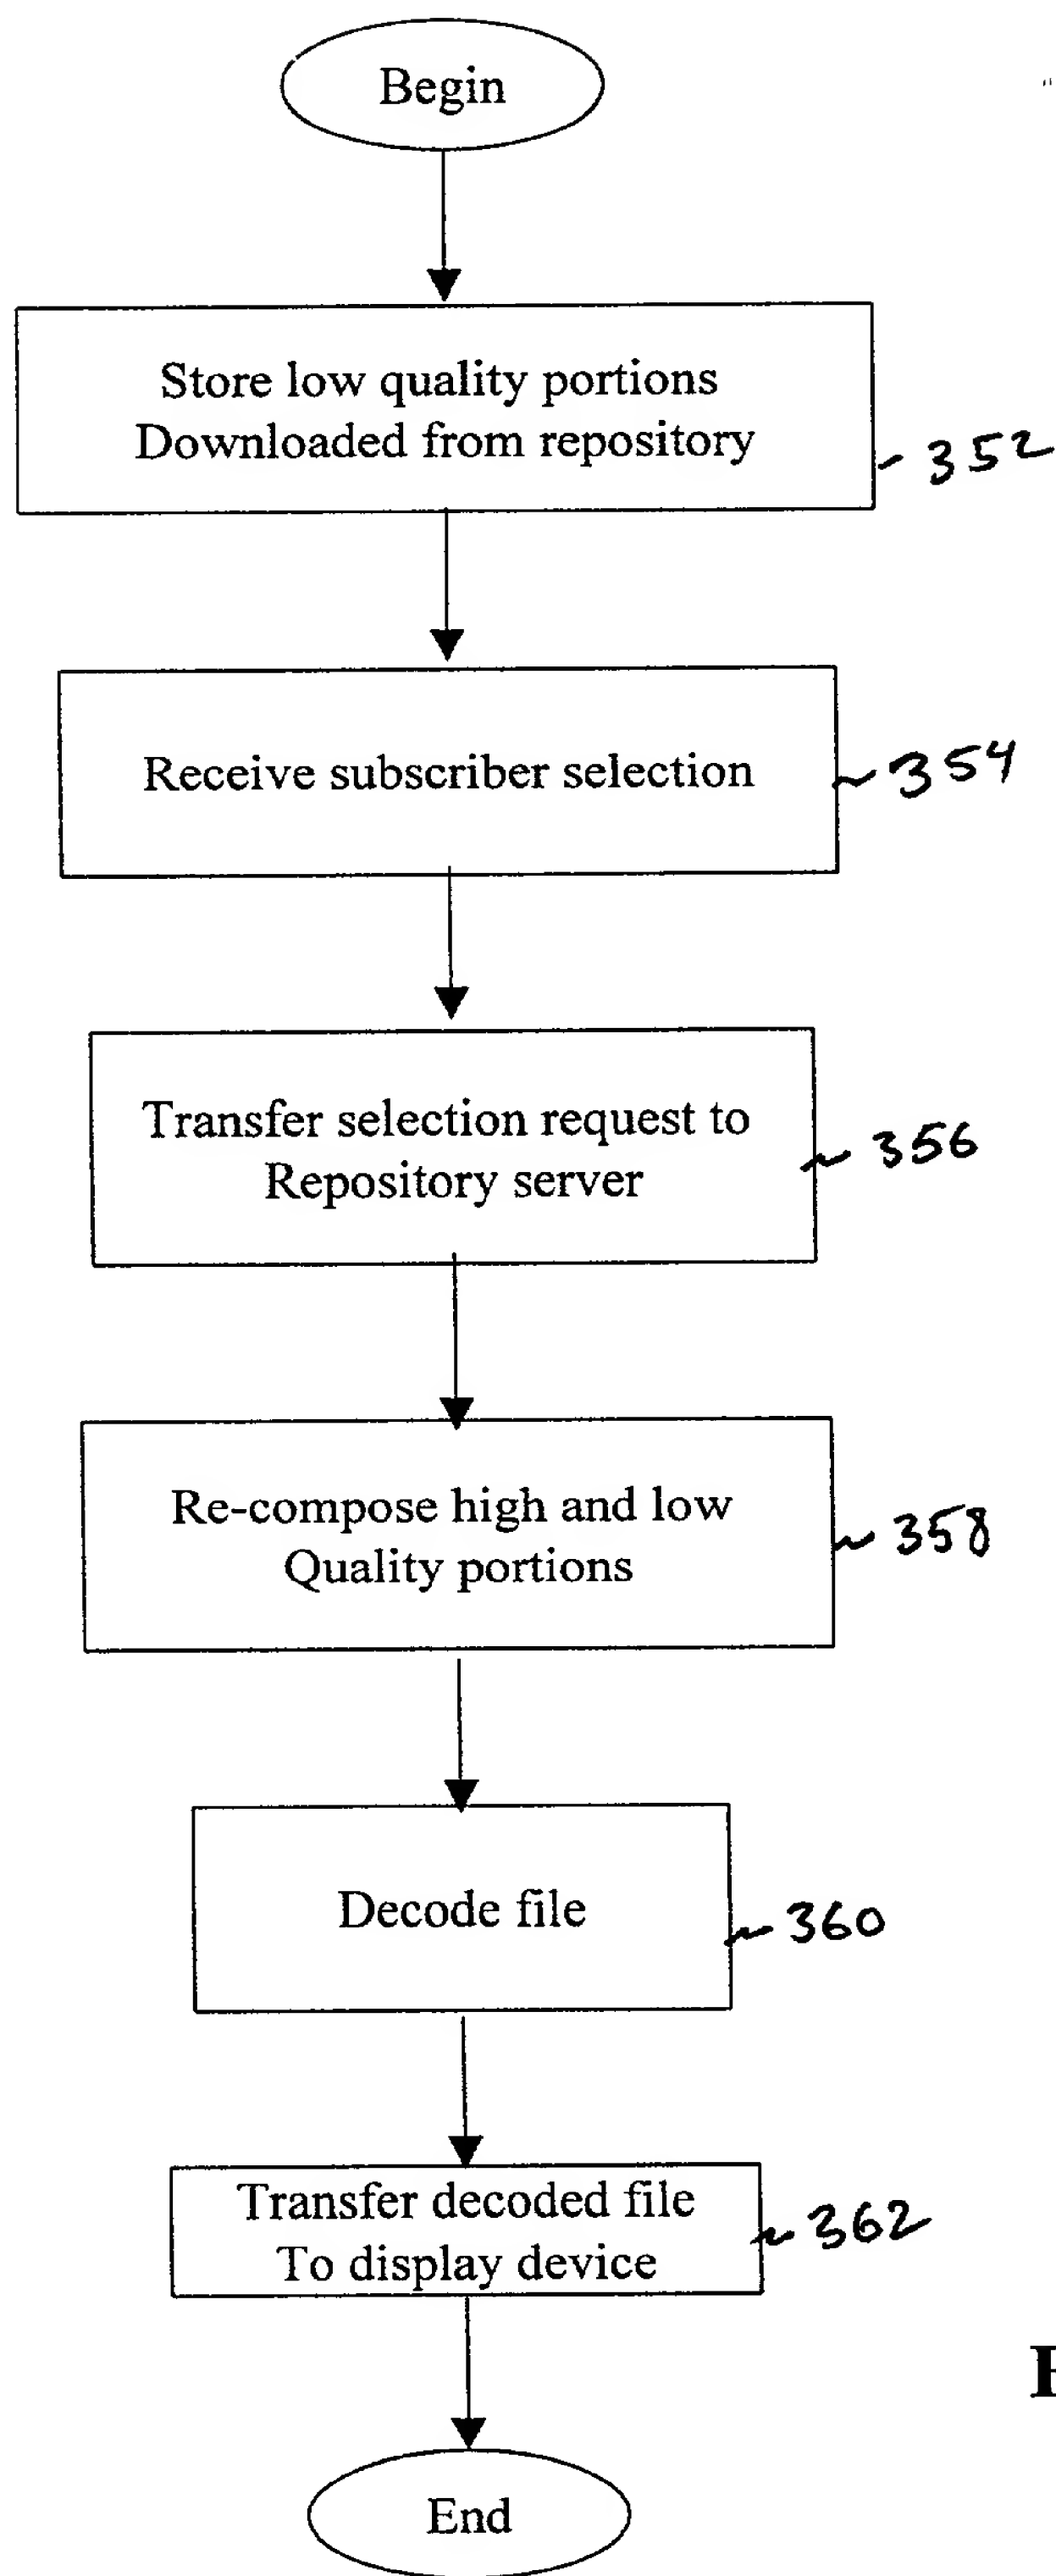 Begin
Store low quality portions
Downloaded from repository
352
Receive subscriber selection
354
Transfer selection request to
Repository server
356
Re-compose high and low
Quality portions
358
Decode file
360
Transfer decoded file
To display device
362
End